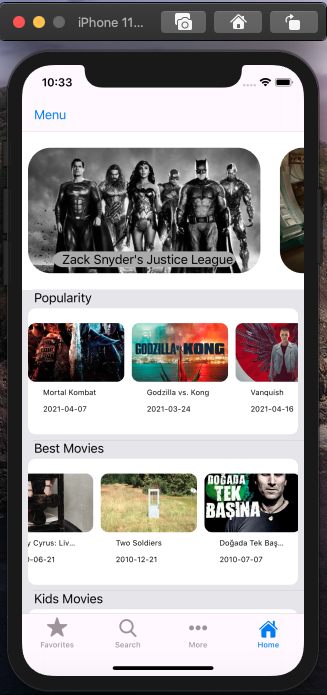 iPhone 11...
10:33
Menu
Zack Snyder's Justice League
Popularity
GODZILLA vs. KONG
Mortal Kombat
Godzilla vs. Kong
Vanquish
2021-04-07
2021-03-24
2021-04-16
Best Movies
DOĞADA
TEK
BAŞINA
y Cyrus: Liv...
Two Soldiers
Doğada Tek Baş...
0-06-21
2010-12-21
2010-07-07
Kids Movies
Favorites
Search
More
Home